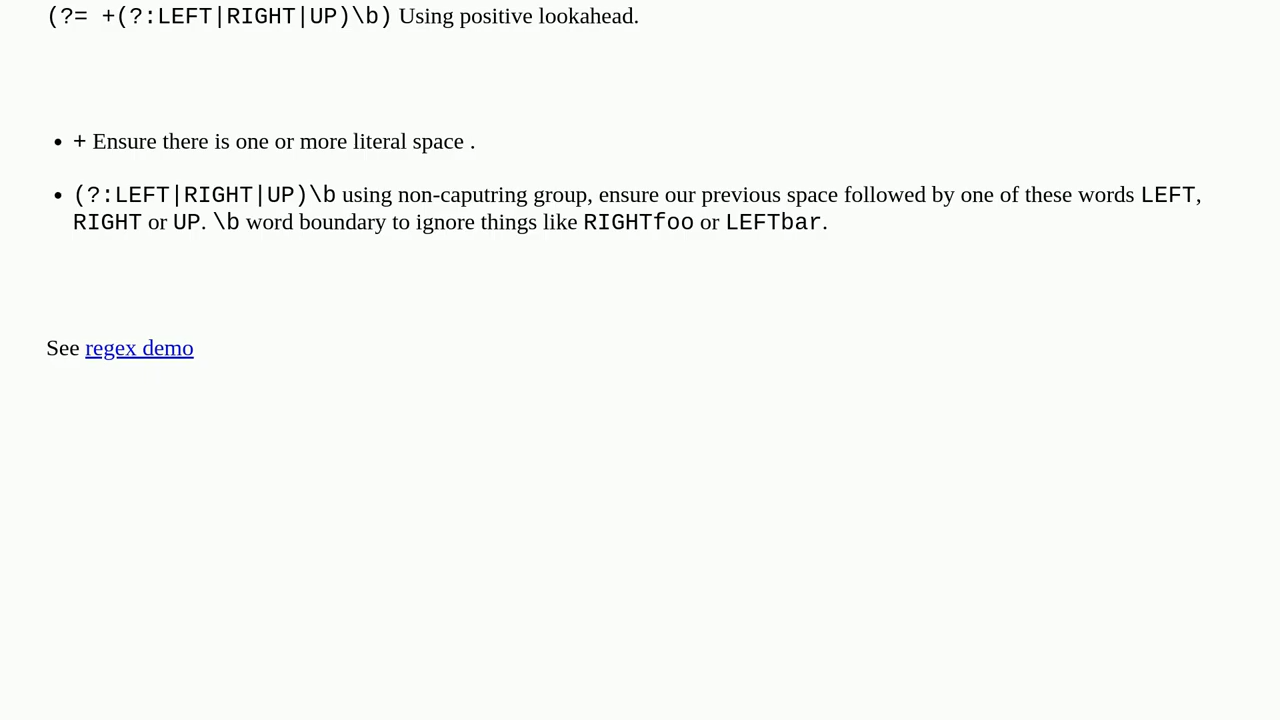 (?= +(?:LEFT|RIGHT|UP)\b) Using positive lookahead.
• + Ensure there is one or more literal space .
• (?:LEFT|RIGHT|UP)\b using non-caputring group, ensure our previous space followed by one of these words LEFT,
RIGHT or UP. \b word boundary to ignore things like RIGHTfoo or LEFTbar.
See regex demo